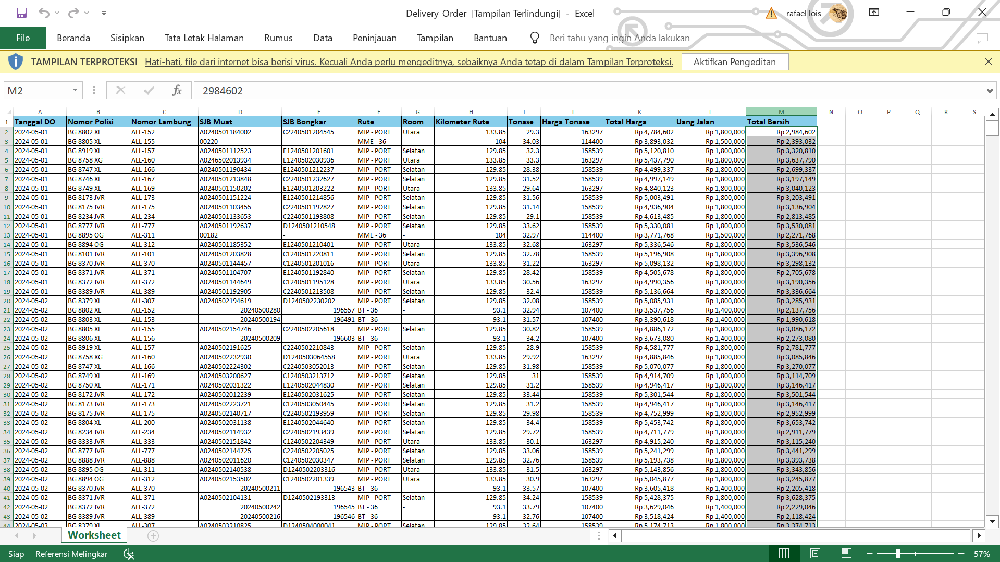 Delivery_Order [Tampilan Terlindungi] - Excel
rafael lois
File Beranda Sisipkan Tata Letak Halaman Rumus Data Peninjauan Tampilan Bantuan Beri tahu yang ingin Anda lakukan
TAMPILAN TERPROTEKSI Hati-hati, file dari internet bisa berisi virus. Kecuali Anda perlu mengeditnya, sebaiknya Anda tetap di dalam Tampilan Terproteksi. Aktifkan Pengeditan
M2 fx 2984602
A B C D E F G H I J K L M N O P Q R S
1 Tanggal DO Nomor Polisi Nomor Lambung SJB Muat SJB Bongkar Rute Room Kilometer Rute Tonase Harga Tonase Total Harga Uang Jalan Total Bersih
2 2024-05-01 BG 8802 XL ALL-152 A0240501184002 C2240501204545 MIP - PORT Utara 133.85 29.3 163297 Rp 4,784,602 Rp 1,800,000 Rp 2,984,602
3 2024-05-01 BG 8805 XL ALL-155 00220 - MME - 36 - 104 34.03 114400 Rp 3,893,032 Rp 1,500,000 Rp 2,393,032
4 2024-05-01 BG 8919 XL ALL-157 A0240501112523 E1240501201601 MIP - PORT Selatan 129.85 32.3 158539 Rp 5,120,810 Rp 1,800,000 Rp 3,320,810
5 2024-05-01 BG 8758 XG ALL-160 A0246502013934 E1240502030936 MIP - PORT Utara 133.85 33.3 163297 Rp 5,437,790 Rp 1,800,000 Rp 3,637,790
6 2024-05-01 BG 8747 XL ALL-166 A0240501190434 E1240501212237 MIP - PORT Selatan 129.85 28.38 158539 Rp 4,499,337 Rp 1,800,000 Rp 2,699,337
7 2024-05-01 BG 8746 XL ALL-167 A0240501213848 C2240501232627 MIP - PORT Selatan 129.85 31.52 158539 Rp 4,997,149 Rp 1,800,000 Rp 3,197,149
8 2024-05-01 BG 8749 XL ALL-169 A0240501150202 E1240501203222 MIP - PORT Utara 133.85 29.64 163297 Rp 4,840,123 Rp 1,800,000 Rp 3,040,123
9 2024-05-01 BG 8173 JVR ALL-173 A0240501151224 E1240501214856 MIP - PORT Selatan 129.85 31.56 158539 Rp 5,003,491 Rp 1,800,000 Rp 3,203,491
10 2024-05-01 BG 8175 JVR ALL-175 A0240501103455 C2240501192827 MIP - PORT Selatan 129.85 31.14 158539 Rp 4,936,904 Rp 1,800,000 Rp 3,136,904
11 2024-05-01 BG 8234 JVR ALL-234 A0240501133653 C2240501193808 MIP - PORT Selatan 129.85 29.1 158539 Rp 4,613,485 Rp 1,800,000 Rp 2,813,485
12 2024-05-01 BG 8777 JVR ALL-777 A0240501192637 D1240501210548 MIP - PORT Selatan 129.85 33.62 158539 Rp 5,330,081 Rp 1,800,000 Rp 3,530,081
13 2024-05-01 BG 8895 OG ALL-311 00182 - MME - 36 - 104 32.97 114400 Rp 3,771,768 Rp 1,500,000 Rp 2,271,768
14 2024-05-01 BG 8894 OG ALL-312 A0240501185352 E1240501210401 MIP - PORT Utara 133.85 32.68 163297 Rp 5,336,546 Rp 1,800,000 Rp 3,536,546
15 2024-05-01 BG 8101 JVR ALL-101 A0240501203828 C1240501220811 MIP - PORT Selatan 129.85 32.78 158539 Rp 5,196,908 Rp 1,800,000 Rp 3,396,908
16 2024-05-01 BG 8370 JVR ALL-370 A0240501144457 C1240501201016 MIP - PORT Utara 133.85 31.22 163297 Rp 5,098,132 Rp 1,800,000 Rp 3,298,132
17 2024-05-01 BG 8371 JVR ALL-371 A0240501104707 E1240501192840 MIP - PORT Selatan 129.85 28.42 158539 Rp 4,505,678 Rp 1,800,000 Rp 2,705,678
18 2024-05-01 BG 8372 JVR ALL-372 A0240501144649 C1240501195128 MIP - PORT Utara 133.85 30.56 163297 Rp 4,990,356 Rp 1,800,000 Rp 3,190,356
19 2024-05-01 BG 8389 JVR ALL-389 A0240501192905 C2240501213508 MIP - PORT Selatan 129.85 32.4 158539 Rp 5,136,664 Rp 1,800,000 Rp 3,336,664
20 2024-05-02 BG 8379 XL ALL-307 A0240502194619 D1240502230202 MIP - PORT Selatan 129.85 32.08 158539 Rp 5,085,931 Rp 1,800,000 Rp 3,285,931
21 2024-05-02 BG 8802 XL ALL-152 20240500280 196557 BT - 36 - 93.1 32.94 107400 Rp 3,537,756 Rp 1,400,000 Rp 2,137,756
22 2024-05-02 BG 8803 XL ALL-153 20240500194 196491 BT - 36 - 93.1 31.57 107400 Rp 3,390,618 Rp 1,400,000 Rp 1,990,618
23 2024-05-02 BG 8805 XL ALL-155 A0240502154746 C2240502205618 MIP - PORT Selatan 129.85 30.82 158539 Rp 4,886,172 Rp 1,800,000 Rp 3,086,172
24 2024-05-02 BG 8806 XL ALL-156 20240500209 196603 BT - 36 - 93.1 34.2 107400 Rp 3,673,080 Rp 1,400,000 Rp 2,273,080
25 2024-05-02 BG 8919 XL ALL-157 A0240502191625 C2240502210843 MIP - PORT Selatan 129.85 28.9 158539 Rp 4,581,777 Rp 1,800,000 Rp 2,781,777
26 2024-05-02 BG 8758 XG ALL-160 A0240502232930 D1240503064558 MIP - PORT Utara 133.85 29.92 163297 Rp 4,885,846 Rp 1,800,000 Rp 3,085,846
27 2024-05-02 BG 8747 XL ALL-166 A0240502224302 C2240503052013 MIP - PORT Selatan 129.85 31.98 158539 Rp 5,070,077 Rp 1,800,000 Rp 3,270,077
28 2024-05-02 BG 8749 XL ALL-169 A0240503200627 C1240503213712 MIP - PORT Selatan 129.85 31 158539 Rp 4,914,709 Rp 1,800,000 Rp 3,114,709
29 2024-05-02 BG 8750 XL ALL-171 A0240502031322 E1240502044830 MIP - PORT Selatan 129.85 31.2 158539 Rp 4,946,417 Rp 1,800,000 Rp 3,146,417
30 2024-05-02 BG 8172 JVR ALL-172 A0240502012239 E1240502031625 MIP - PORT Selatan 129.85 33.44 158539 Rp 5,301,544 Rp 1,800,000 Rp 3,501,544
31 2024-05-02 BG 8173 JVR ALL-173 A0240502223721 C1240503050445 MIP - PORT Selatan 129.85 31.2 158539 Rp 4,946,417 Rp 1,800,000 Rp 3,146,417
32 2024-05-02 BG 8175 JVR ALL-175 A0240502140717 C2240502193959 MIP - PORT Selatan 129.85 29.98 158539 Rp 4,752,999 Rp 1,800,000 Rp 2,952,999
33 2024-05-02 BG 8804 XL ALL-200 A0240502031138 E1240502044640 MIP - PORT Selatan 129.85 34.4 158539 Rp 5,453,742 Rp 1,800,000 Rp 3,653,742
34 2024-05-02 BG 8234 JVR ALL-234 A0240502114932 C2240502193439 MIP - PORT Selatan 129.85 29.72 158539 Rp 4,711,779 Rp 1,800,000 Rp 2,911,779
35 2024-05-02 BG 8333 JVR ALL-333 A0240502151842 C1240502204349 MIP - PORT Utara 133.85 30.1 163297 Rp 4,915,240 Rp 1,800,000 Rp 3,115,240
36 2024-05-02 BG 8777 JVR ALL-777 A0240502144725 C2240502205025 MIP - PORT Selatan 129.85 33.06 158539 Rp 5,241,299 Rp 1,800,000 Rp 3,441,299
37 2024-05-02 BG 8888 JVR ALL-888 A0240502011620 C1240502030347 MIP - PORT Selatan 129.85 32.76 158539 Rp 5,193,738 Rp 1,800,000 Rp 3,393,738
38 2024-05-02 BG 8895 OG ALL-311 A0240502140538 D1240502203316 MIP - PORT Utara 133.85 31.5 163297 Rp 5,143,856 Rp 1,800,000 Rp 3,343,856
39 2024-05-02 BG 8894 OG ALL-312 A0240502153502 C1240502201339 MIP - PORT Utara 133.85 30.9 163297 Rp 5,045,877 Rp 1,800,000 Rp 3,245,877
40 2024-05-02 BG 8370 JVR ALL-370 20240500211 196543 BT - 36 - 93.1 33.57 107400 Rp 3,605,418 Rp 1,400,000 Rp 2,205,418
41 2024-05-02 BG 8371 JVR ALL-371 A0240502104131 D1240502193313 MIP - PORT Selatan 129.85 34.24 158539 Rp 5,428,375 Rp 1,800,000 Rp 3,628,375
42 2024-05-02 BG 8372 JVR ALL-372 20240500242 196545 BT - 36 - 93.1 33.79 107400 Rp 3,629,046 Rp 1,400,000 Rp 2,229,046
43 2024-05-02 BG 8389 JVR ALL-389 20240500216 196546 BT - 36 - 93.1 32.76 107400 Rp 3,518,424 Rp 1,400,000 Rp 2,118,424
44 2024-05-03 BG 8379 XL ALL-307 A0240503210825 D1240504000041 MIP - PORT Selatan 129.85 32.64 158539 Rp 5,174,713 Rp 1,800,000 Rp 3,374,713
Worksheet
Siap Referensi Melingkar 57%